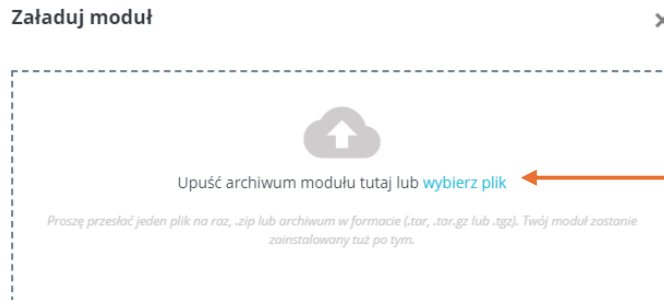 Załaduj moduł
Upuść archiwum modułu tutaj lub wybierz plik
Proszę przesłać jeden plik na raz, .zip lub archiwum w formacie (.tar, .tar.gz lub .tgz). Twój moduł zostanie
zainstalowany tuż po tym.